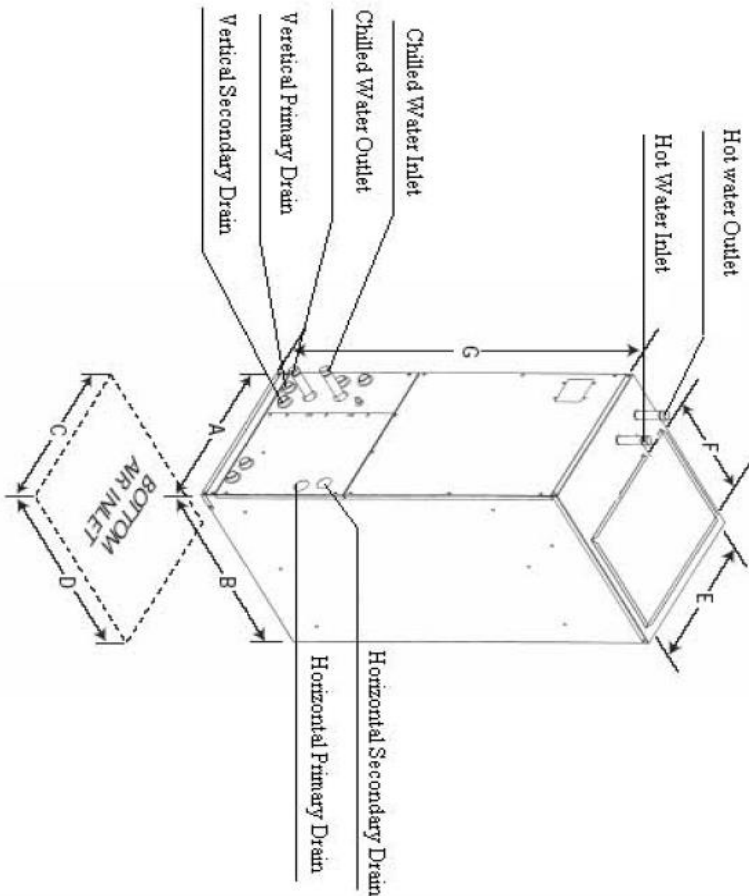 Hot water Outlet
Hot Water Inlet
Chilled Water Inlet
Chilled Water Outlet
Veretical Primary Drain
Vertical Secondary Drain
F
E
G
A
B
C
D
BOTTOM
AIR INLET
Horizontal Secondary Drain
Horizontal Primary Drain